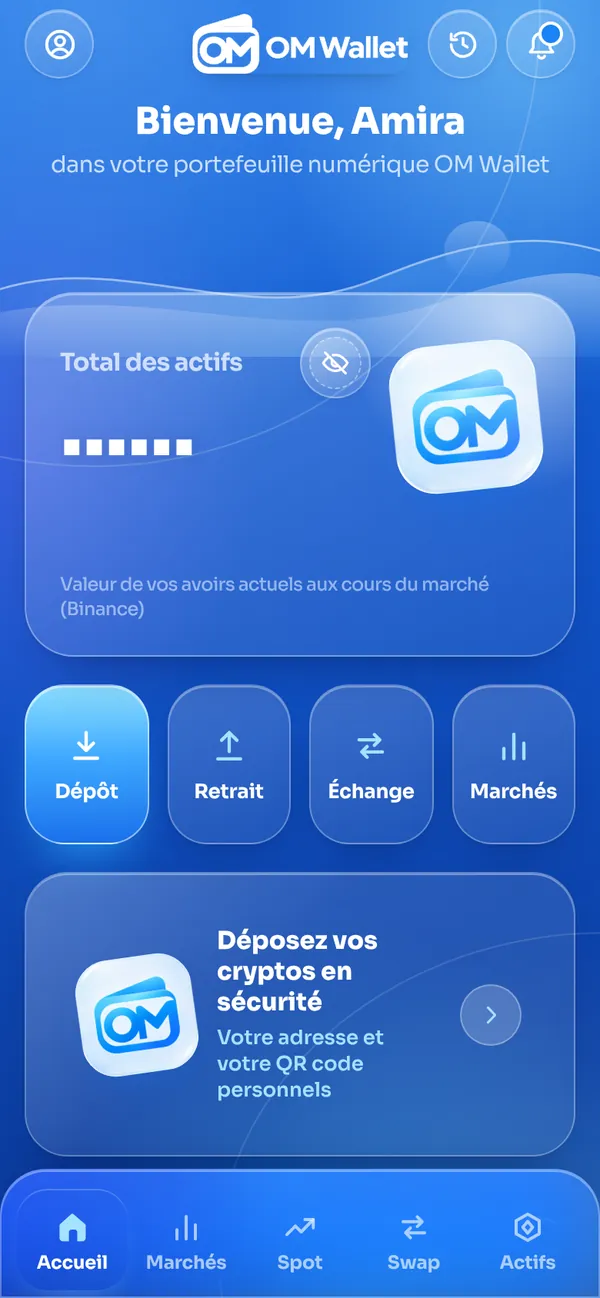 OM OM Wallet
Bienvenue, Amira
dans votre portefeuille numérique OM Wallet
Total des actifs
OM
■■■■■■
Valeur de vos avoirs actuels aux cours du marché
(Binance)
Dépôt
Retrait
Échange
Marchés
Déposez vos
cryptos en
sécurité
OM
Votre adresse et
votre QR code
personnels
Accueil
Marchés
Spot
Swap
Actifs